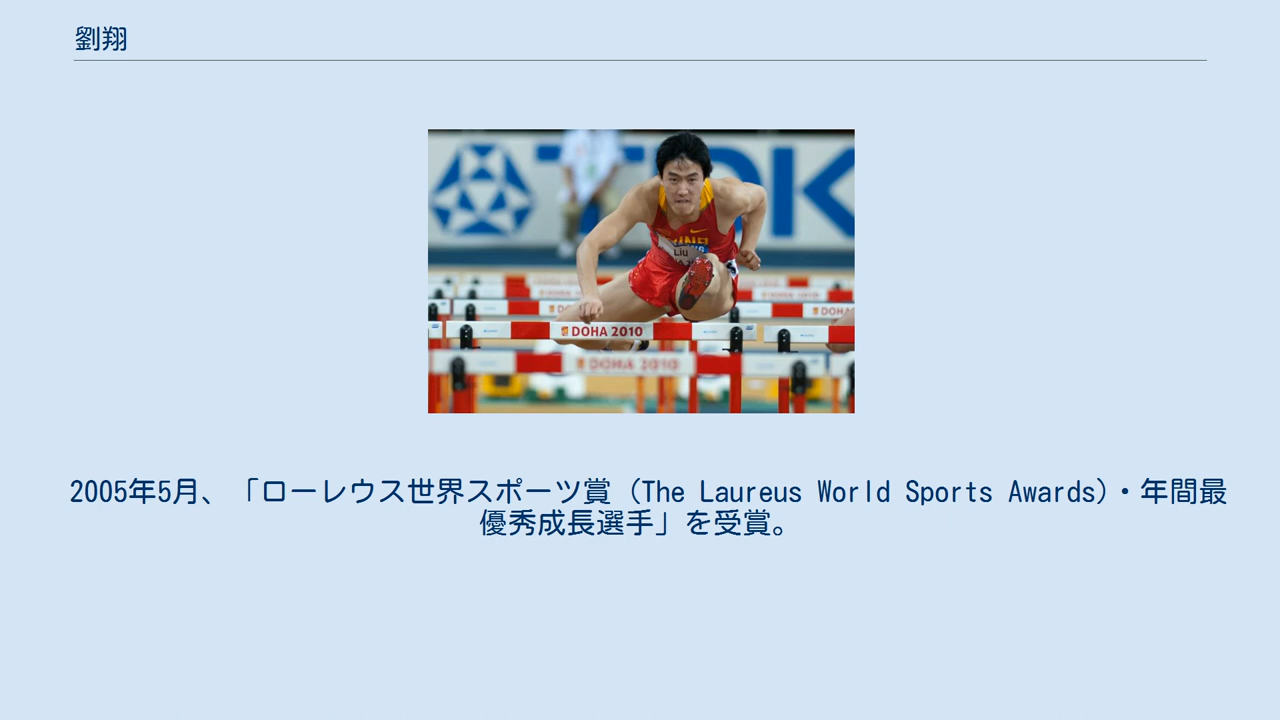 劉翔
TDK
Liu
DOHA 2010
DOHA 2010
2005年5月、「ローレウス世界スポーツ賞（The Laureus World Sports Awards）・年間最
優秀成長選手」を受賞。